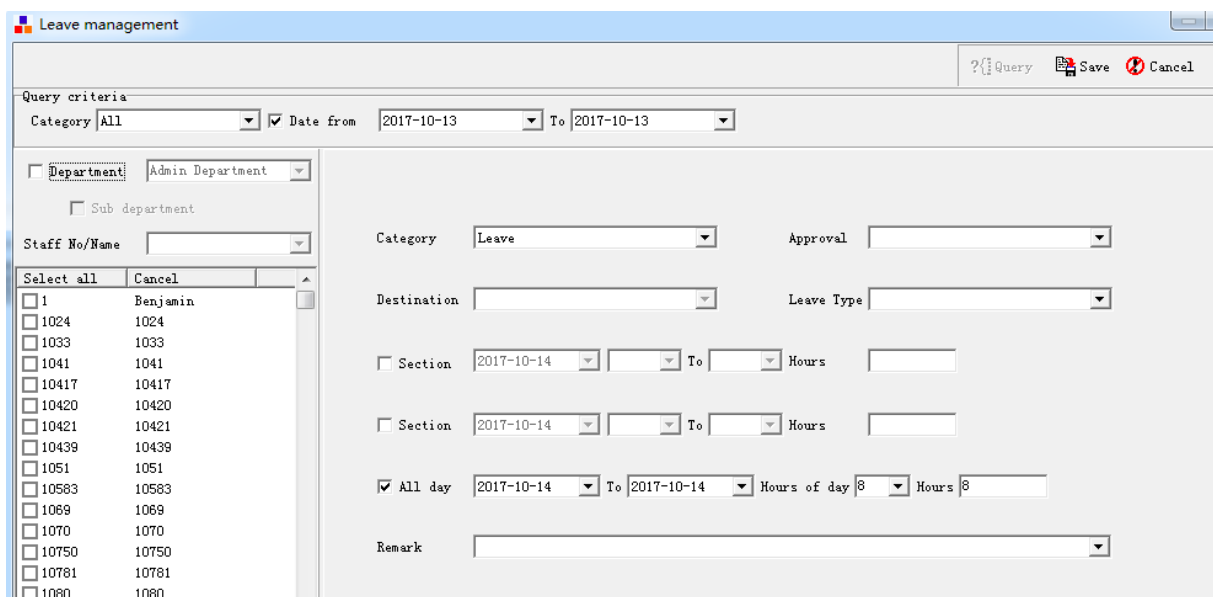 Leave management
?{ Query Save Cancel
Query criteria
Category All Date from 2017-10-13 To 2017-10-13
Department Admin Department
Sub department
Staff No/Name
Category Leave Approval
Select all Cancel
1 Benjamin
Destination Leave Type
1024 1024
1033 1033
1041 1041
Section 2017-10-14 To Hours
10417 10417
10420 10420
10421 10421
Section 2017-10-14 To Hours
10439 10439
1051 1051
10583 10583
All day 2017-10-14 To 2017-10-14 Hours of day 8 Hours 8
1069 1069
1070 1070
10750 10750
Remark
10781 10781
1080 1080